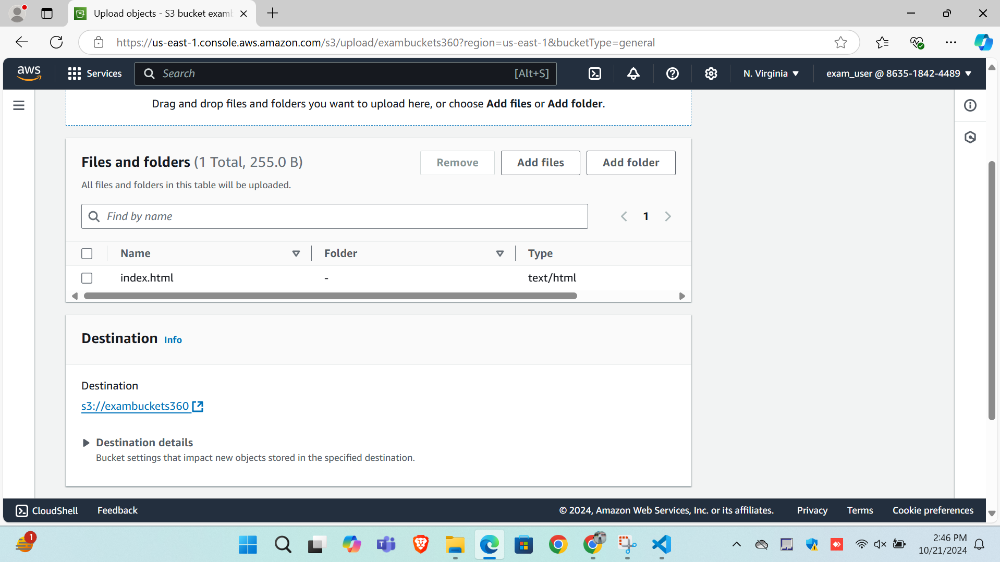 Upload objects - S3 bucket examb
https://us-east-1.console.aws.amazon.com/s3/upload/exambuckets360?region=us-east-1&bucketType=general
aws
Services
Search
[Alt+S]
N. Virginia
exam_user @ 8635-1842-4489
Drag and drop files and folders you want to upload here, or choose Add files or Add folder.
Files and folders (1 Total, 255.0 B)
Remove
Add files
Add folder
All files and folders in this table will be uploaded.
Find by name
1
Name
Folder
Type
index.html
-
text/html
Destination Info
Destination
s3://exambuckets360
Destination details
Bucket settings that impact new objects stored in the specified destination.
CloudShell
Feedback
© 2024, Amazon Web Services, Inc. or its affiliates.
Privacy
Terms
Cookie preferences
1
2:46 PM
10/21/2024